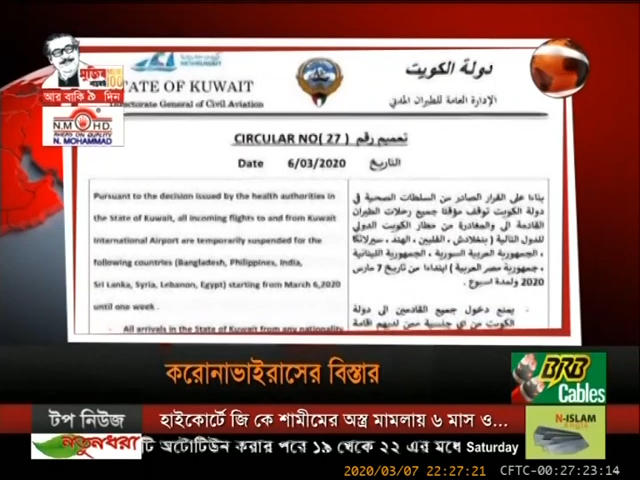 আর বাকি ৯ দিন
N.MOHD.
AHEAD ON QUALITY
N. MOHAMMAD
STATE OF KUWAIT
Directorate General of Civil Aviation
دولة الكويت
الإدارة العامة للطيران المدني
CIRCULAR NO( 27 ) تعميم رقم
Date 6/03/2020 التاريخ
Pursuant to the decision issued by the health authorities in
the State of Kuwait, all incoming flights to and from Kuwait
International Airport are temporarily suspended for the
following countries (Bangladesh, Philippines, India,
Sri Lanka, Syria, Lebanon, Egypt) starting from March 6,2020
until one week .
- All arrivals in the State of Kuwait from any nationality
بناءا على القرار الصادر من السلطات الصحية في
دولة الكويت توقف مؤقتا جميع رحلات الطيران
القادمة الى والمغادرة من مطار الكويت الدولي
للدول التالية ( بنغلادش ، الفلبين ، الهند ، سيرلانكا
، الجمهورية العربية السورية ، الجمهورية اللبنانية
، جمهورية مصر العربية ) ابتداءا من تاريخ 7 مارس
2020 ولمدة اسبوع .
- يمنع دخول جميع القادمين الى دولة
الكويت من اي جنسية ممن لديهم اقامة
করোনাভাইরাসের বিস্তার
BRB
Cables
টপ নিউজ
হাইকোর্টে জি কে শামীমের অস্ত্র মামলায় ৬ মাস ও...
N-ISLAM
Angle
নতুনধরা
টি অটোটিউন করার পবে ১৯ থেকে ২২ এর মধে Saturday
2020/03/07 22:27:21 CFTC-00:27:23:14